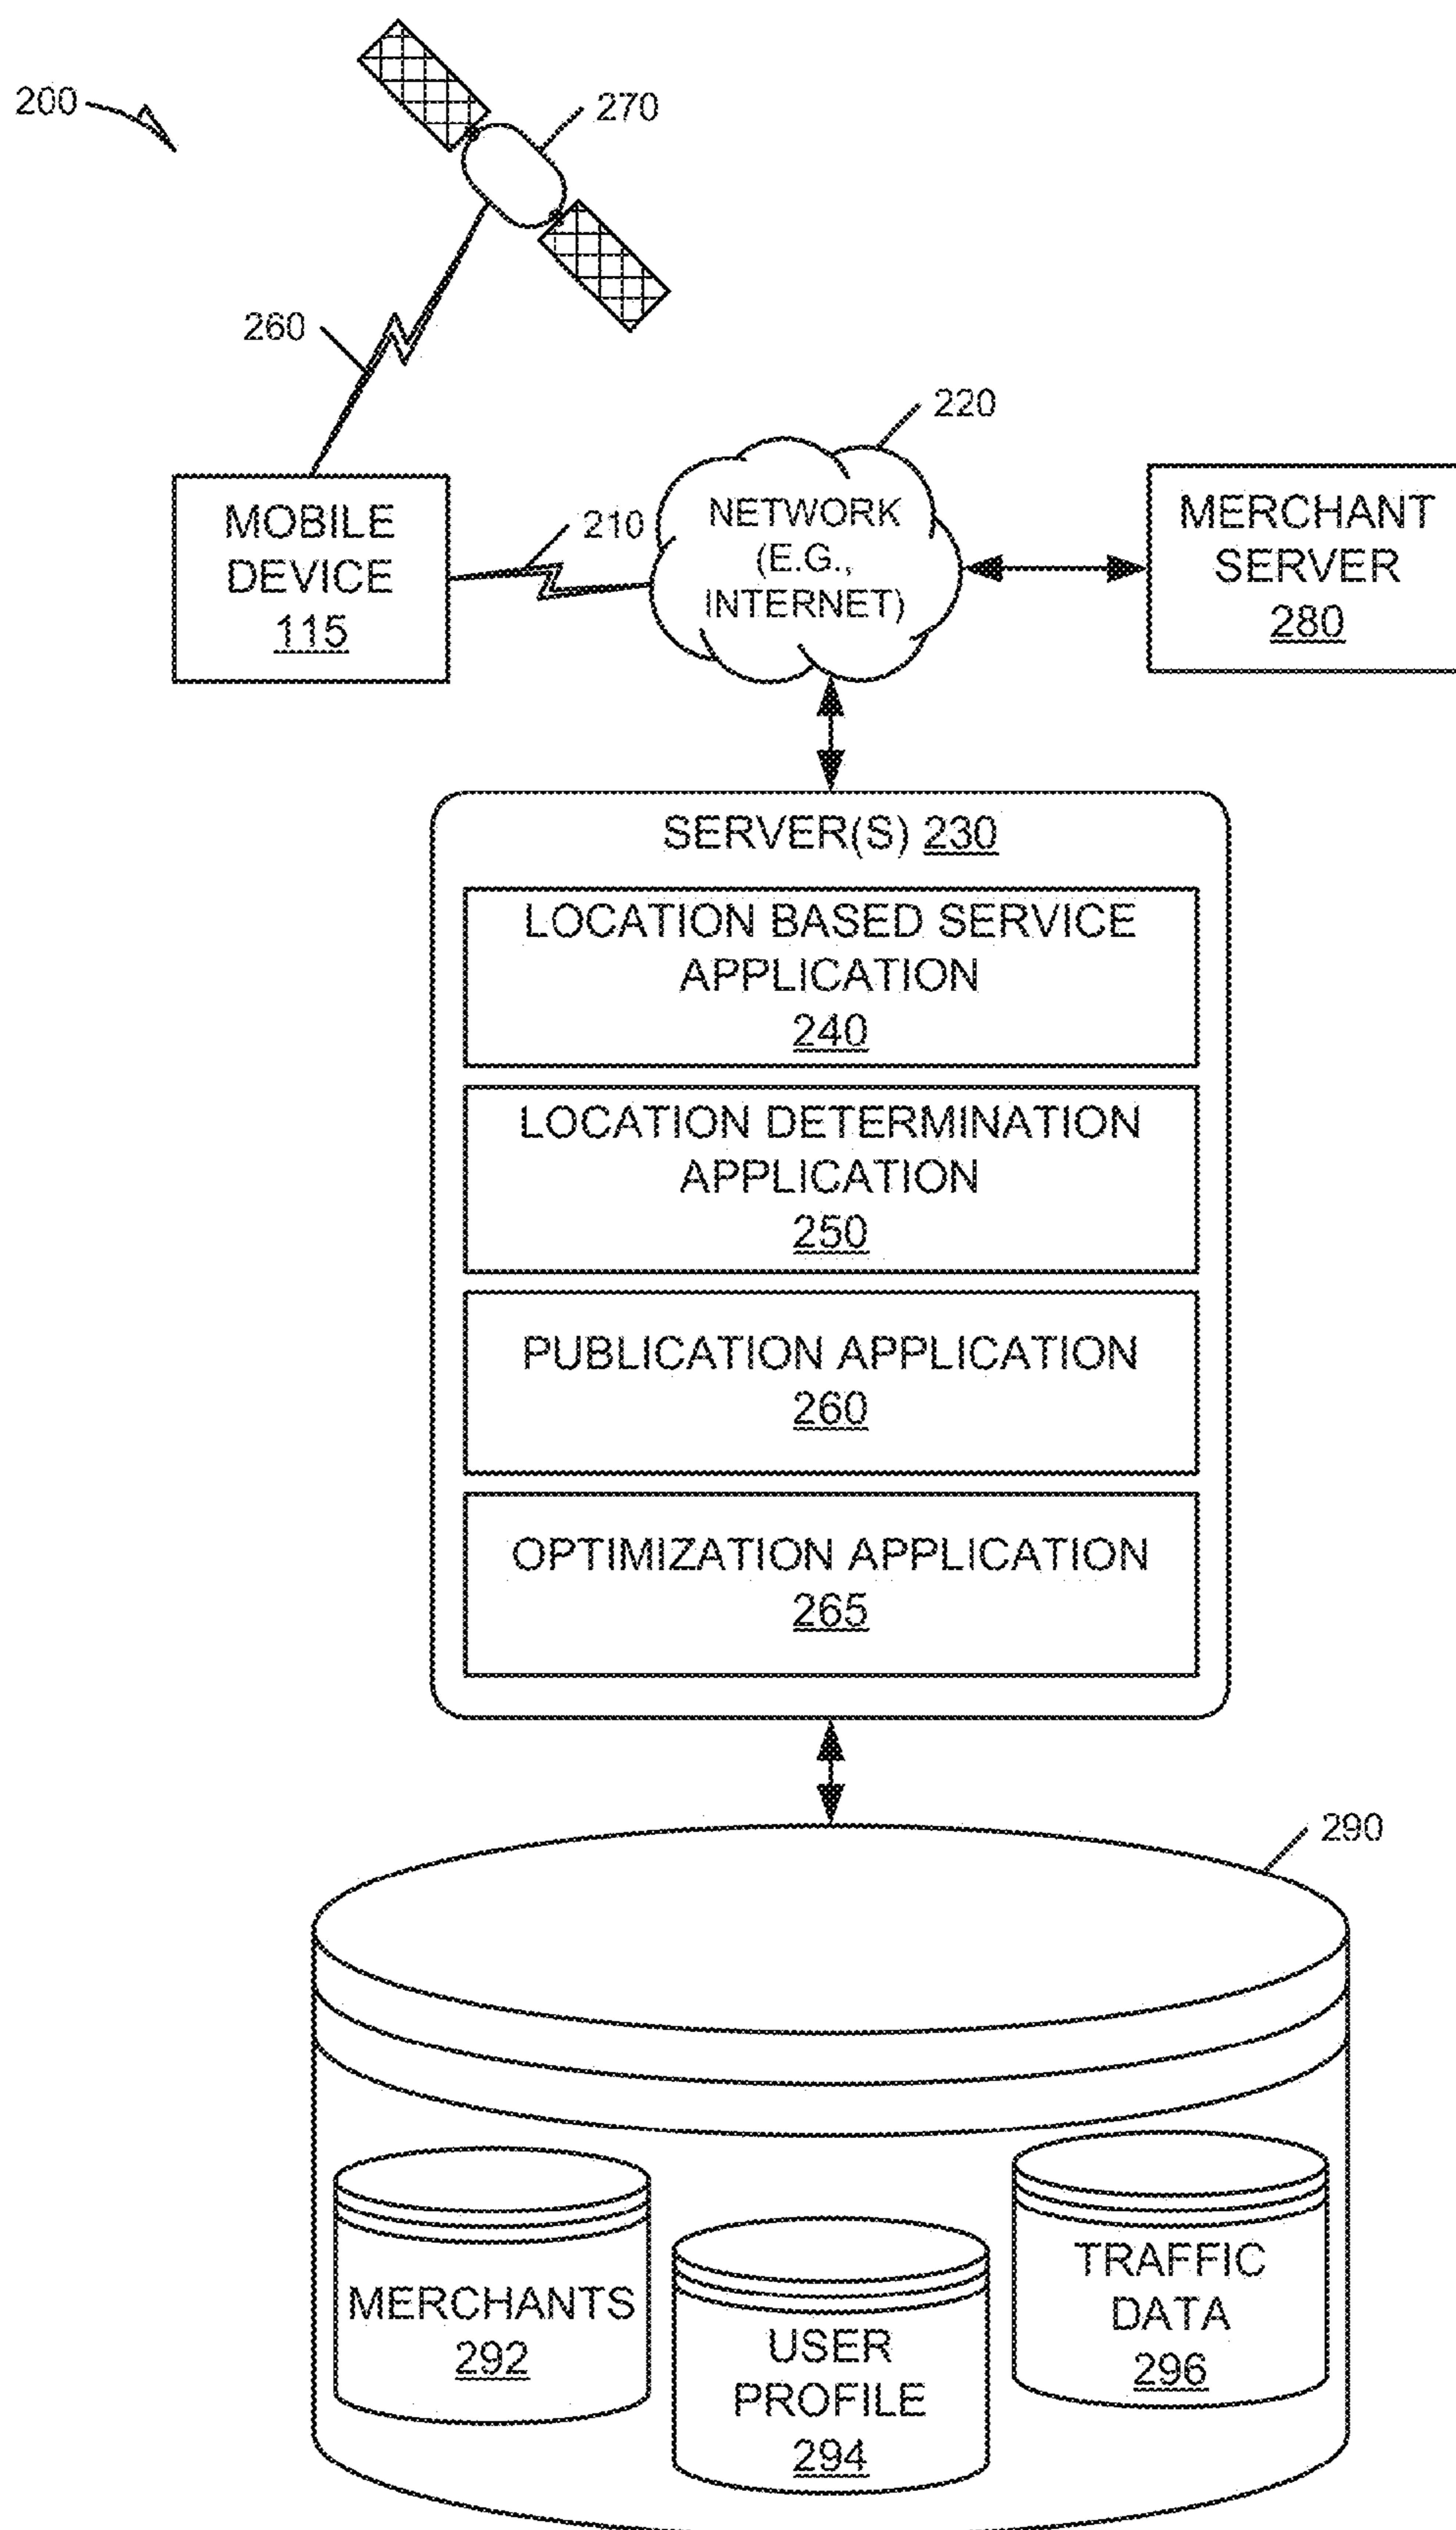 200
270
260
220
MOBILE
DEVICE
115
210
NETWORK
(E.G.,
INTERNET)
MERCHANT
SERVER
280
SERVER(S) 230
LOCATION BASED SERVICE
APPLICATION
240
LOCATION DETERMINATION
APPLICATION
250
PUBLICATION APPLICATION
260
OPTIMIZATION APPLICATION
265
290
MERCHANTS
292
USER
PROFILE
294
TRAFFIC
DATA
296